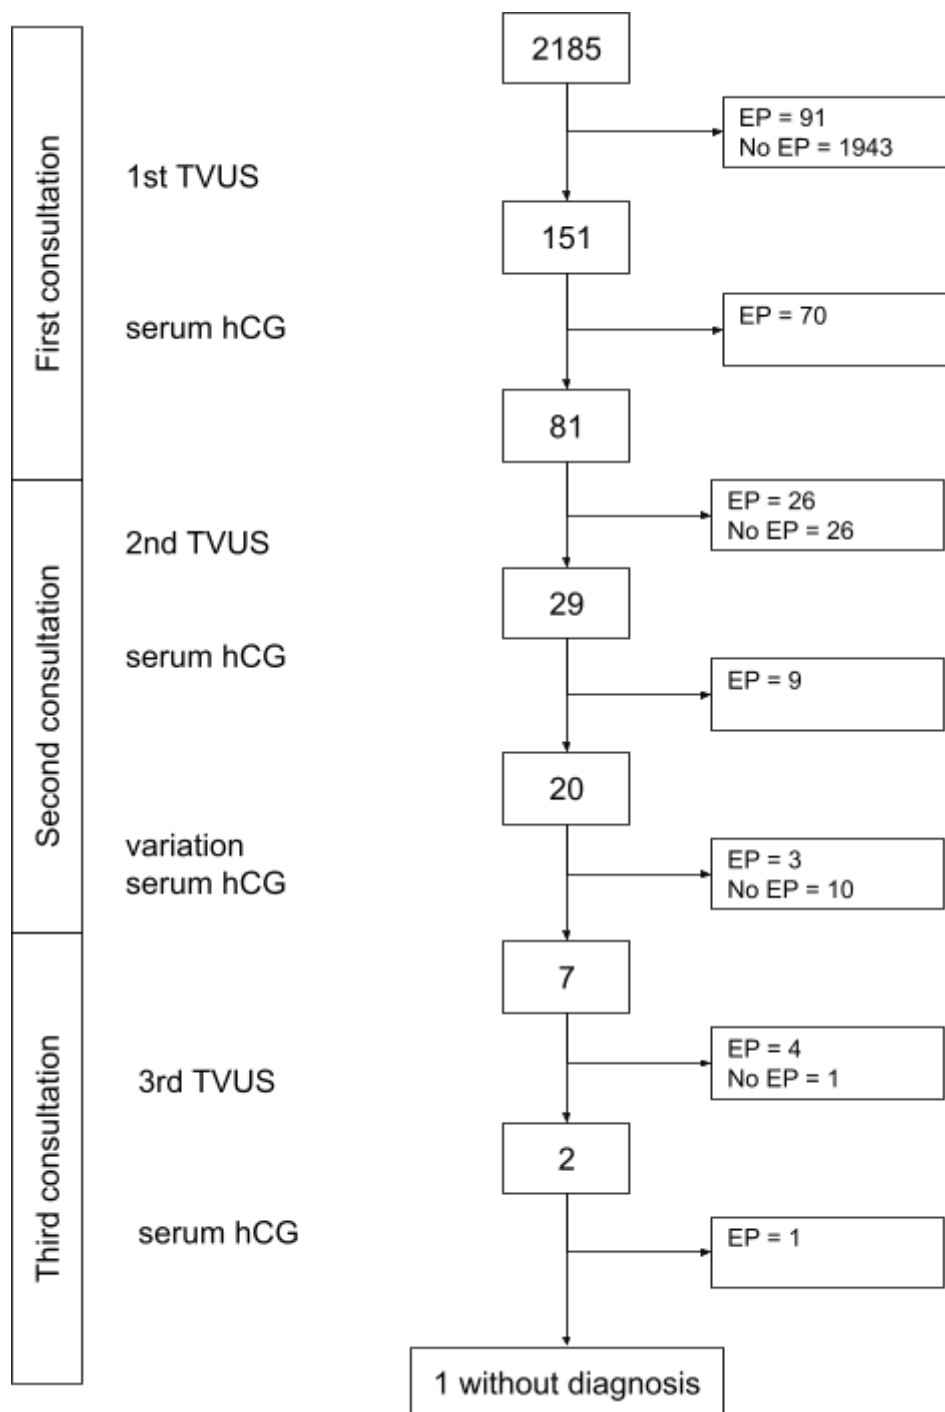 2185
EP = 91
No EP = 1943
First consultation
1st TVUS
151
serum hCG
EP = 70
81
Second consultation
2nd TVUS
EP = 26
No EP = 26
29
serum hCG
EP = 9
20
variation
serum hCG
EP = 3
No EP = 10
7
Third consultation
3rd TVUS
EP = 4
No EP = 1
2
serum hCG
EP = 1
1 without diagnosis